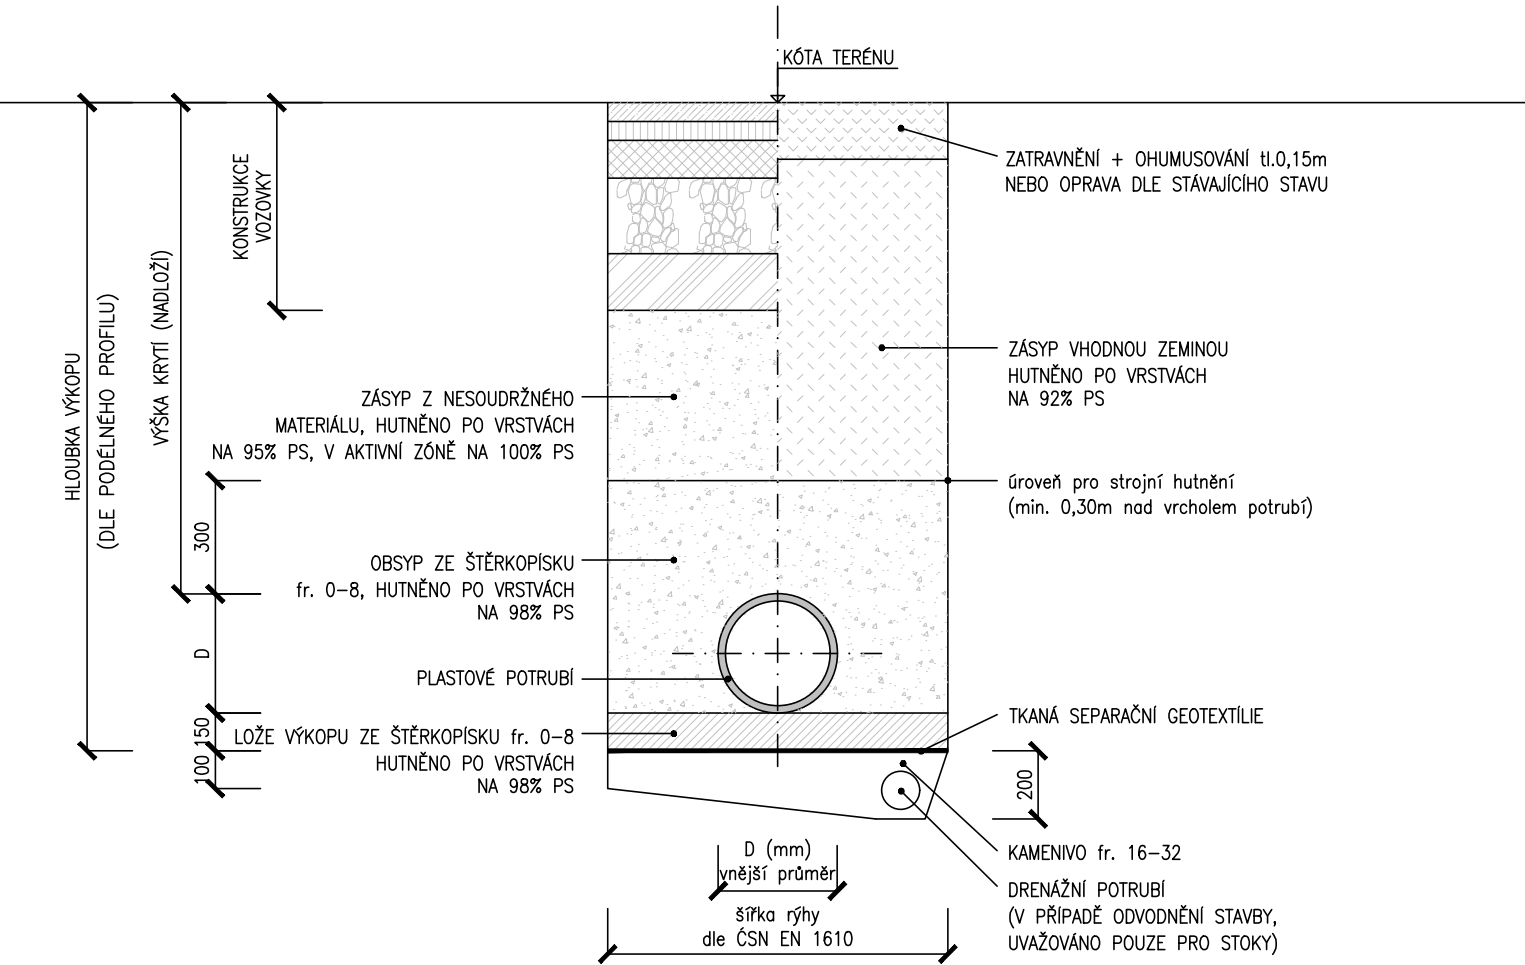 KÓTA TERÉNU
ZATRAVNĚNÍ + OHUMUSOVÁNÍ tl.0,15m
NEBO OPRAVA DLE STÁVAJÍCÍHO STAVU
KONSTRUKCE
VOZOVKY
VÝŠKA KRYTÍ (NADLOŽÍ)
HLOUBKA VÝKOPU
(DLE PODÉLNÉHO PROFILU)
ZÁSYP VHODNOU ZEMINOU
HUTNĚNO PO VRSTVÁCH
NA 92% PS
ZÁSYP Z NESOUDRŽNÉHO
MATERIÁLU, HUTNĚNO PO VRSTVÁCH
NA 95% PS, V AKTIVNÍ ZÓNĚ NA 100% PS
úroveň pro strojní hutnění
(min. 0,30m nad vrcholem potrubí)
300
OBSYP ZE ŠTĚRKOPÍSKU
fr. 0-8, HUTNĚNO PO VRSTVÁCH
NA 98% PS
D
PLASTOVÉ POTRUBÍ
150
LOŽE VÝKOPU ZE ŠTĚRKOPÍSKU fr. 0-8
HUTNĚNO PO VRSTVÁCH
NA 98% PS
100
TKANÁ SEPARAČNÍ GEOTEXTÍLIE
200
KAMENIVO fr. 16-32
DRENÁŽNÍ POTRUBÍ
(V PŘÍPADĚ ODVODNĚNÍ STAVBY,
UVAŽOVÁNO POUZE PRO STOKY)
D (mm)
vnější průměr
šířka rýhy
dle ČSN EN 1610